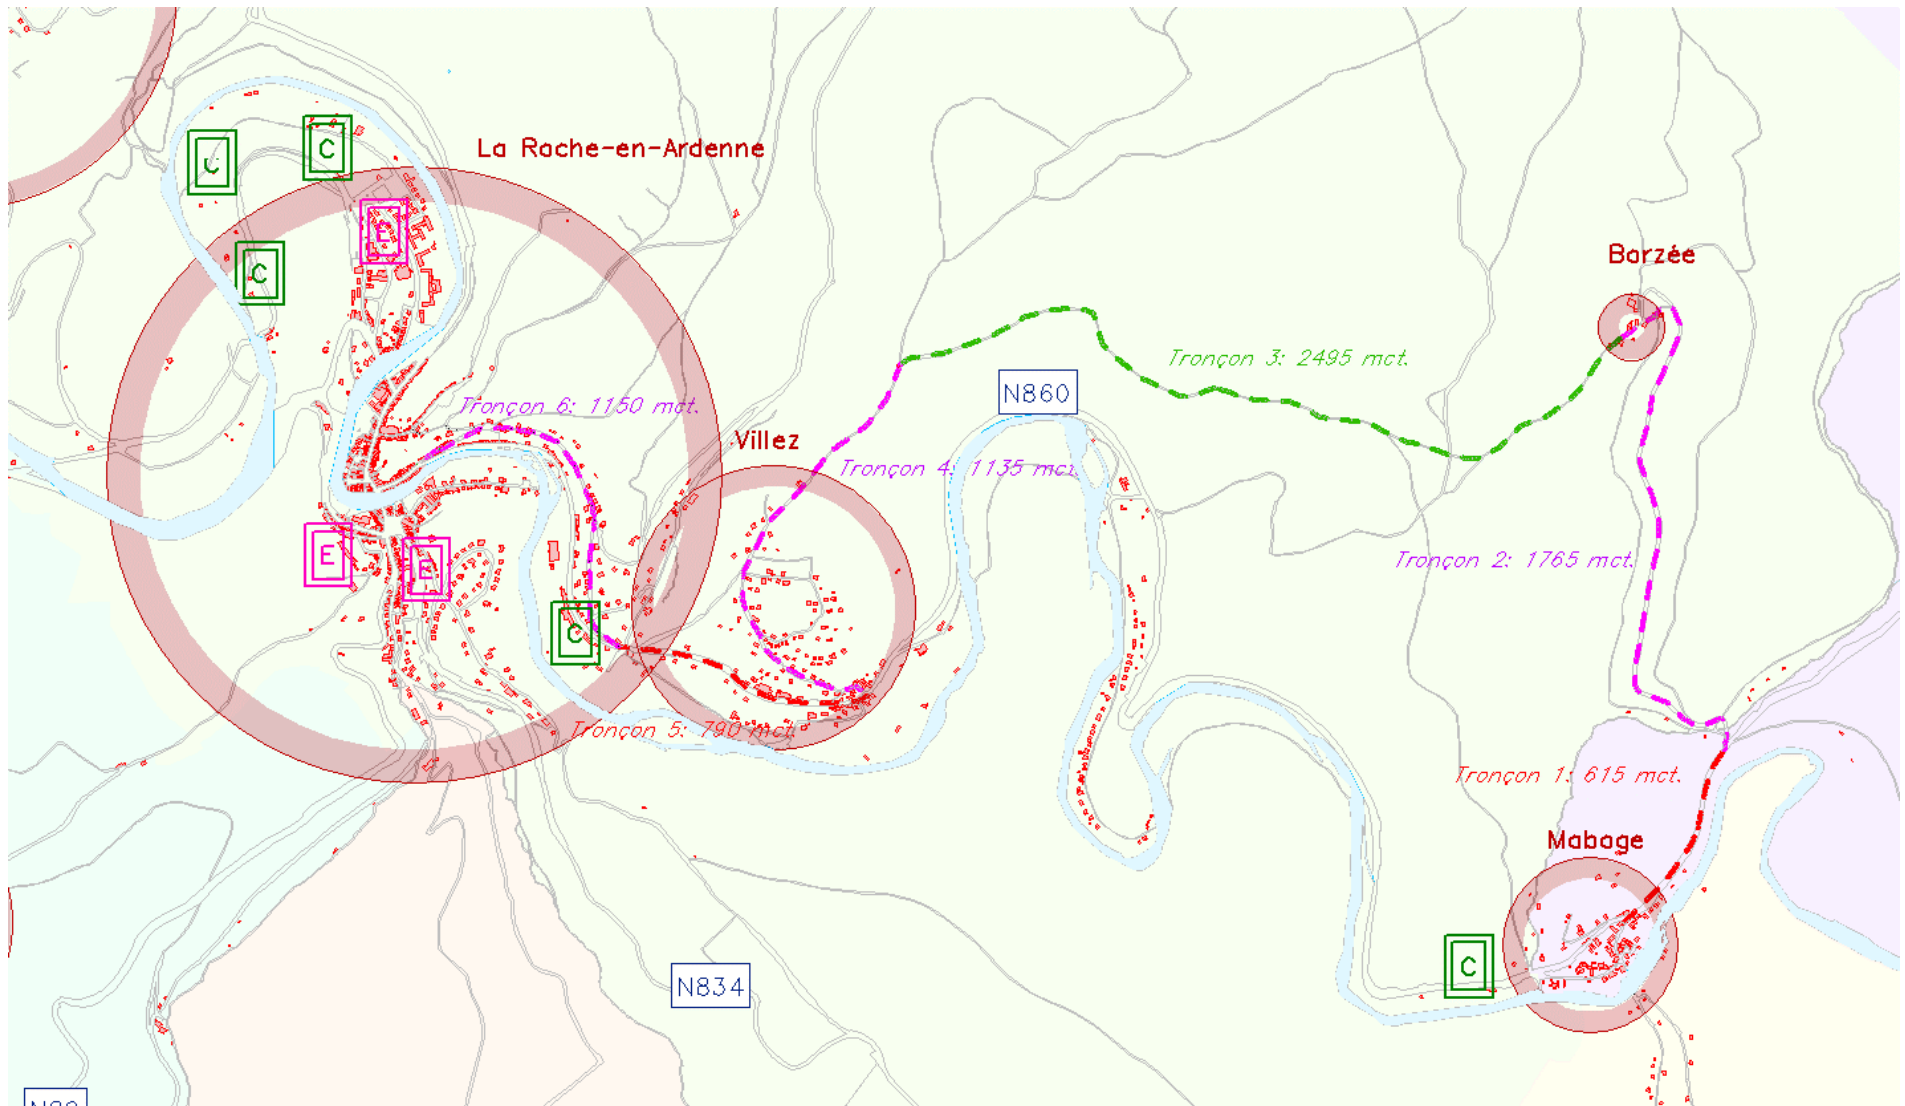 La Roche-en-Ardenne
C
C
E
C
Borzée
Tronçon 3: 2495 mct.
N860
Tronçon 6: 1150 mct.
Villez
Tronçon 4: 1135 mct.
E
E
Tronçon 2: 1765 mct.
C
Tronçon 5: 790 mct.
Tronçon 1: 615 mct.
Maboge
C
N834